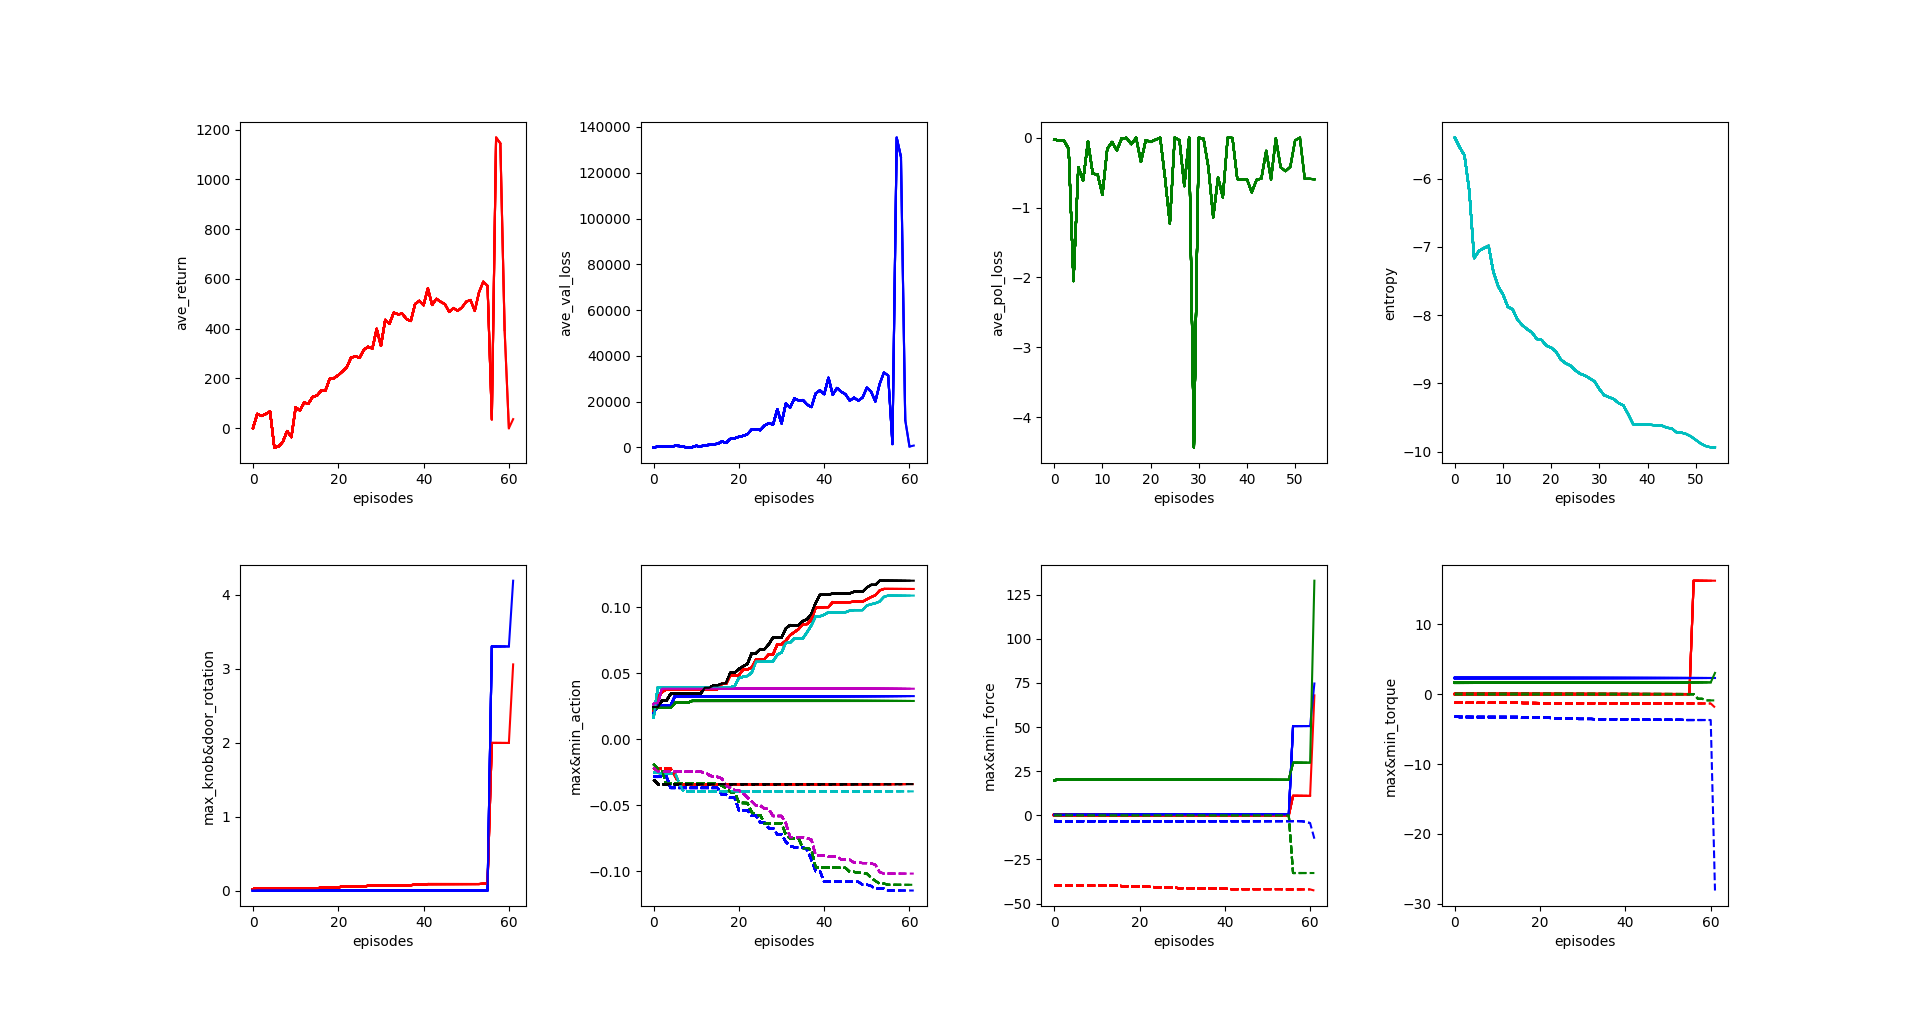 ave_return
1200
1000
800
600
400
200
0
0 20 40 60
episodes
ave_val_loss
140000
120000
100000
80000
60000
40000
20000
0
0 20 40 60
episodes
ave_pol_loss
0
−1
−2
−3
−4
0 10 20 30 40 50
episodes
entropy
−6
−7
−8
−9
−10
0 10 20 30 40 50
episodes
max_knob&door_rotation
4
3
2
1
0
0 20 40 60
episodes
max&min_action
0.10
0.05
0.00
−0.05
−0.10
0 20 40 60
episodes
max&min_force
125
100
75
50
25
0
−25
−50
0 20 40 60
episodes
max&min_torque
10
0
−10
−20
−30
0 20 40 60
episodes